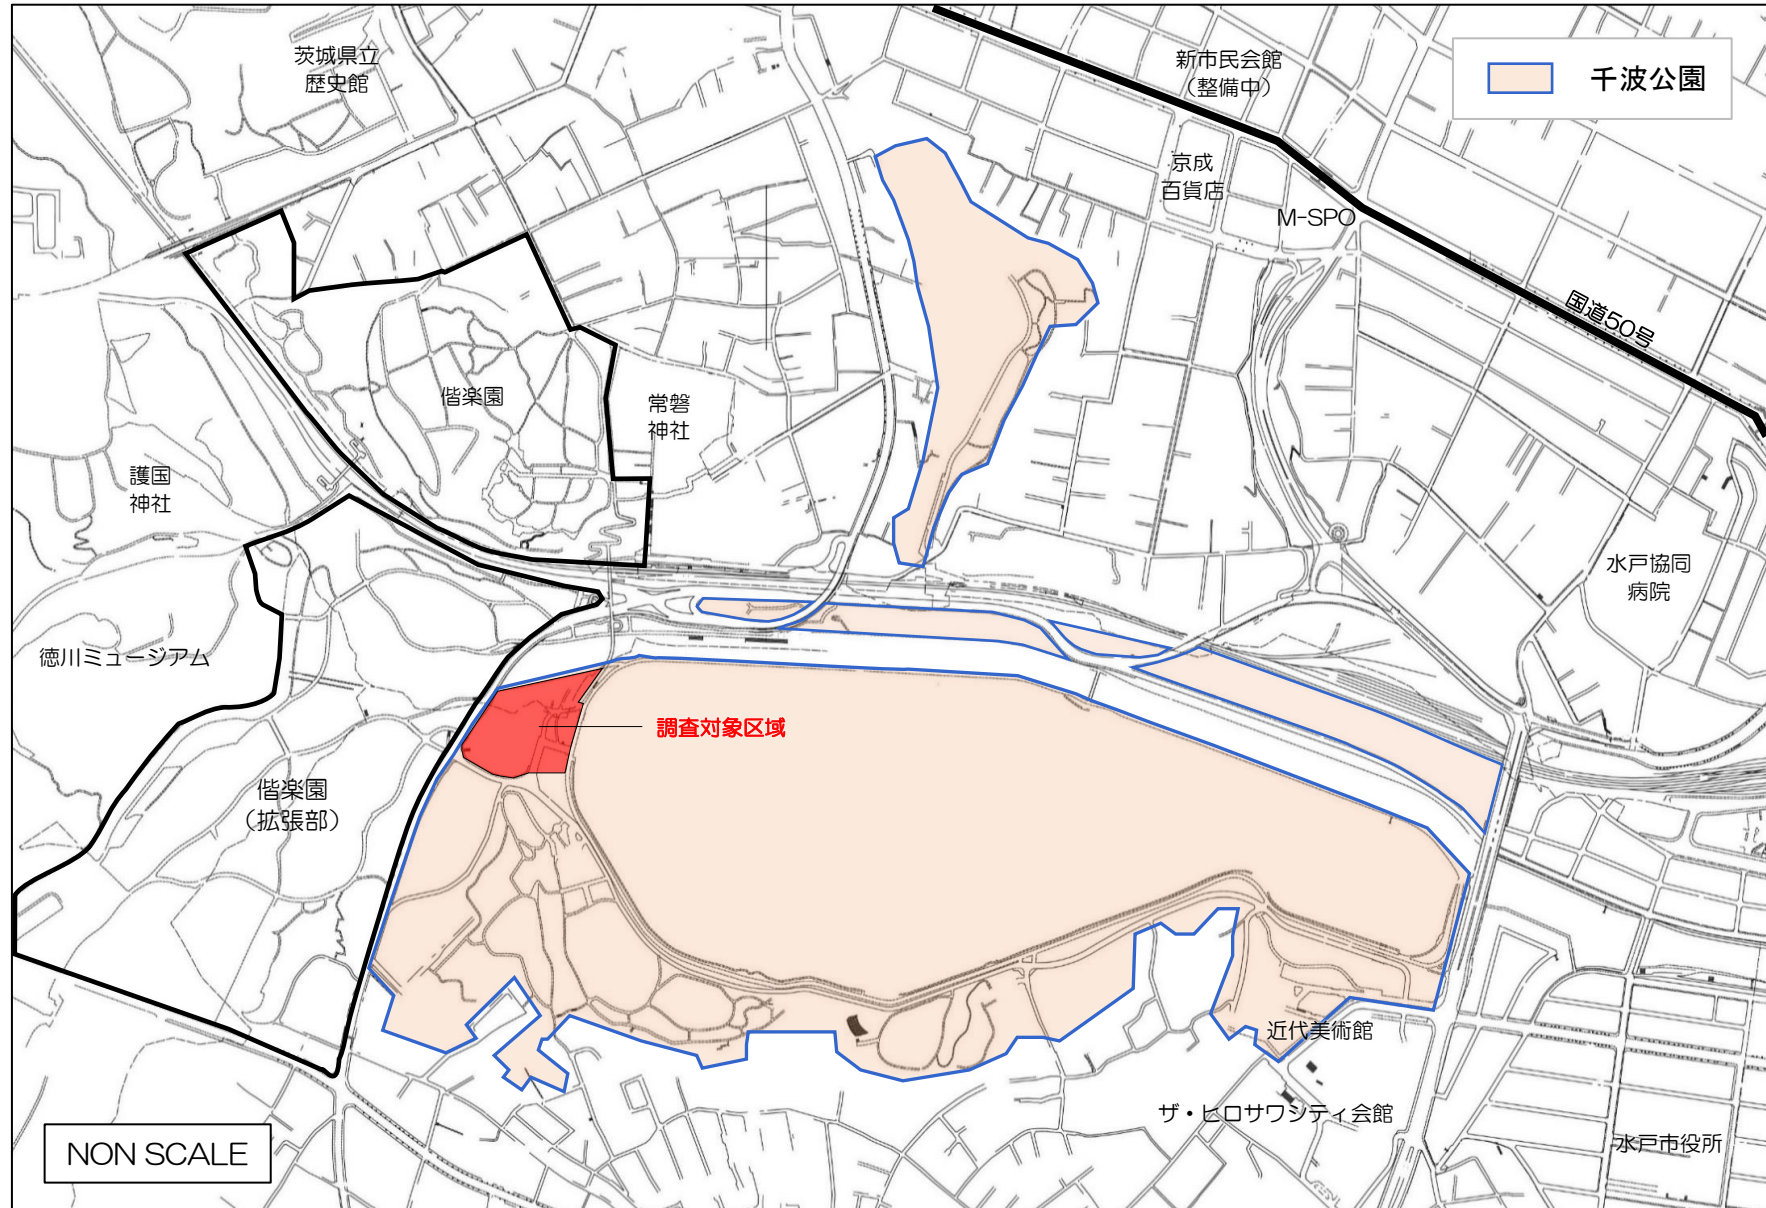 茨城県立
歴史館
新市民会館
（整備中）
千波公園
京成
百貨店
M-SPO
国道50号
偕楽園
常磐
神社
護国
神社
水戸協同
病院
徳川ミュージアム
調査対象区域
偕楽園
（拡張部）
近代美術館
ザ・ヒロサワシティ会館
水戸市役所
NON SCALE